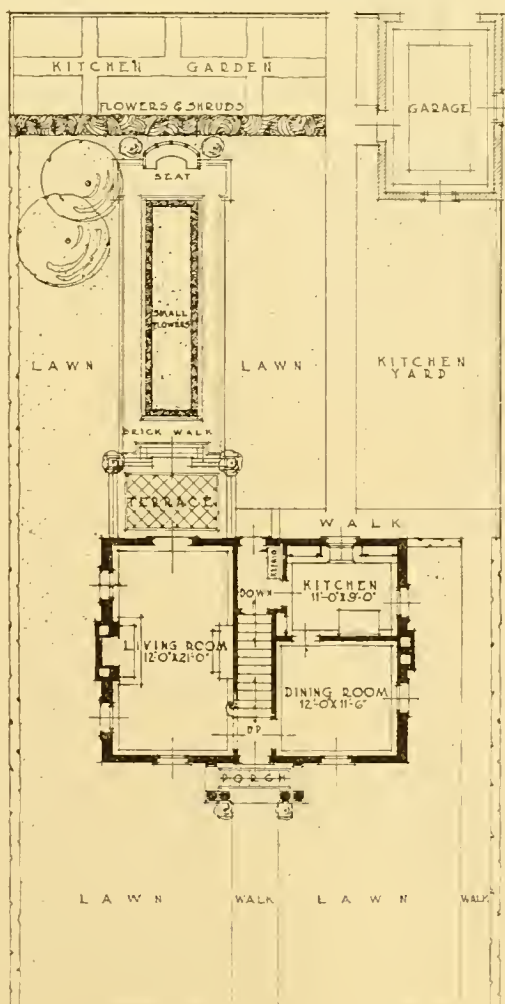 KITCHEN GARDEN
GARAGE
FLOWERS & SHRUDS
SEAT
SMALL
FLOWERS
LAWN
LAWN
KITCHEN
YARD
BRICK WALK
TERRACE
WALK
KITCHEN
11'-0"X9'-0"
DOWN
LIVING ROOM
12'-0"X21'-0"
DINING ROOM
12'-0"X11'-6"
UP
PORCH
LAWN
WALK
LAWN
WALK